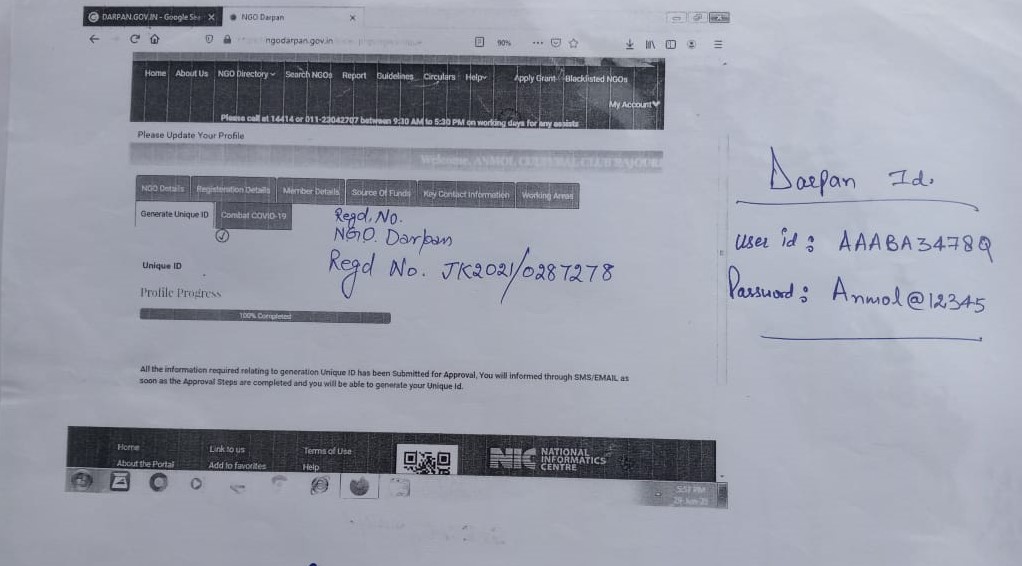 DARPAN.GOV.IN - Google Sea X NGO Darpan X
ngodarpan.gov.in 90%
Home About Us NGO Directory Search NGOs Report Guidelines Circulars Help Apply Grant Blacklisted NGOs
My Account
Please call at 14414 or 011-23042707 between 9:30 AM to 5:30 PM on working days for any assists
Please Update Your Profile
Welcome, ANMOL CULTURAL CLUB RAJOURI
NGO Details Registeration Details Member Details Source Of Funds Key Contact Information Working Areas
Generate Unique ID Combat COVID-19
Regd. No.
NGO. Darpan
Unique ID
Regd No. JK2021/0287278
Profile Progress
100% Completed
All the information required relating to generation Unique ID has been Submitted for Approval, You will informed through SMS/EMAIL as
soon as the Approval Steps are completed and you will be able to generate your Unique Id.
Home Link to us Terms of Use
About the Portal Add to favorites Help
NIC NATIONAL
INFORMATICS
CENTRE
5:57 PM
Darpan Id.
User id : AAABA3478Q
Password : Anmol@12345